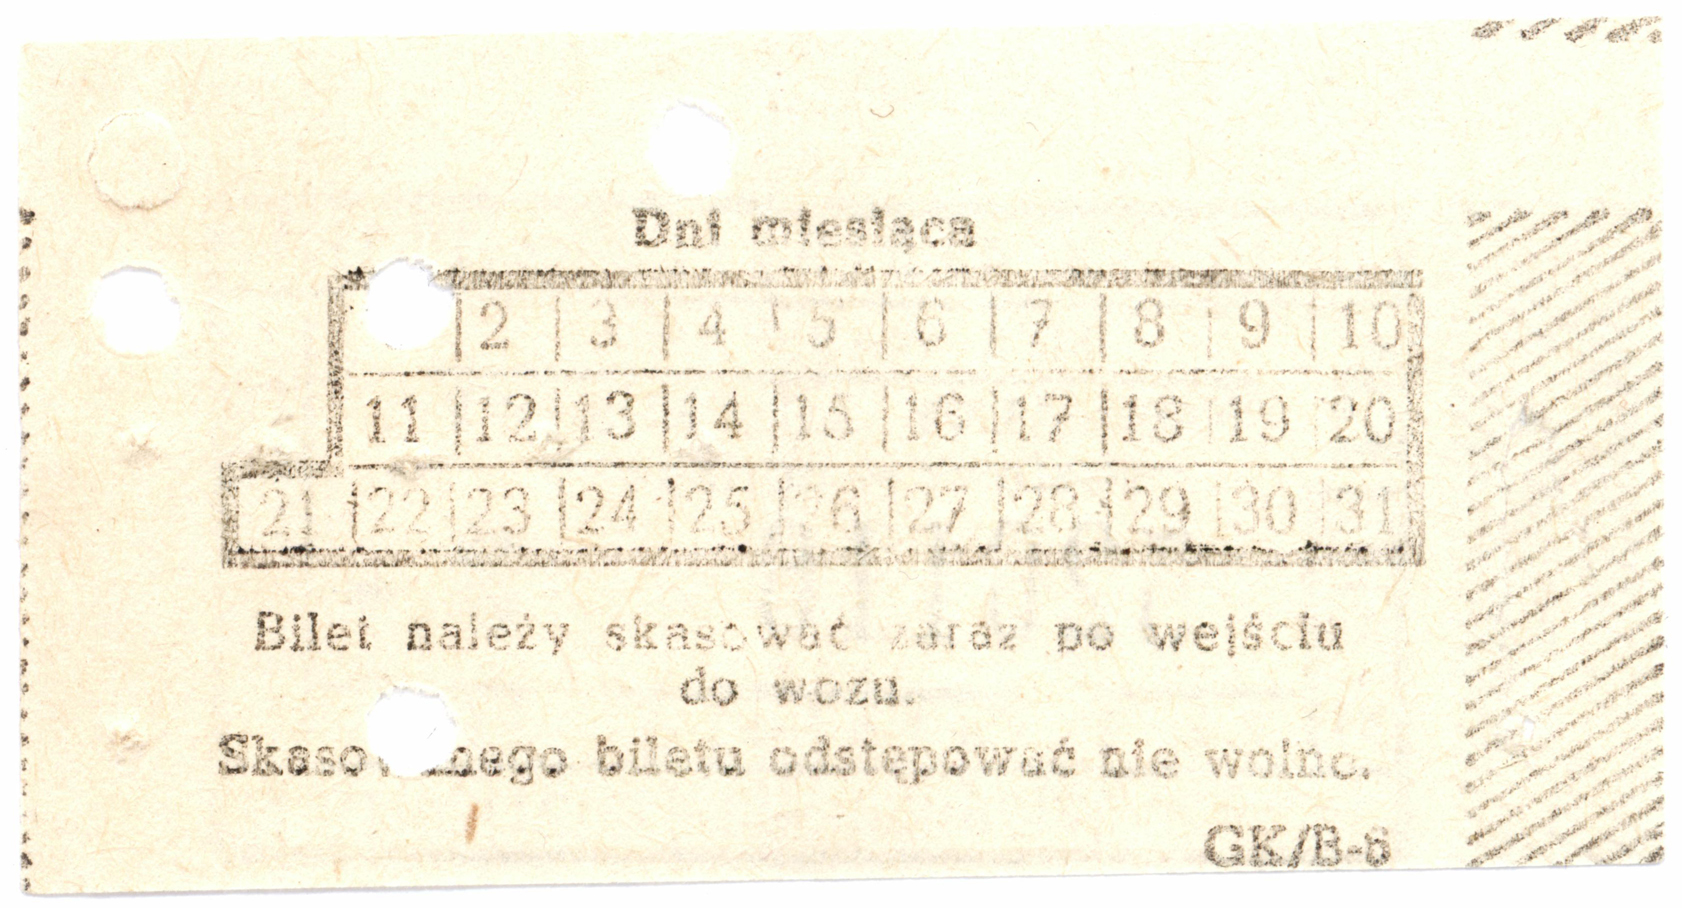 Dni miesiąca
2 3 4 5 6 7 8 9 10
11 12 13 14 15 16 17 18 19 20
21 22 23 24 25 26 27 28 29 30 31
Bilet należy skasować zaraz po wejściu
do wozu.
Skasowanego biletu odstępować nie wolno.
GK/B-6